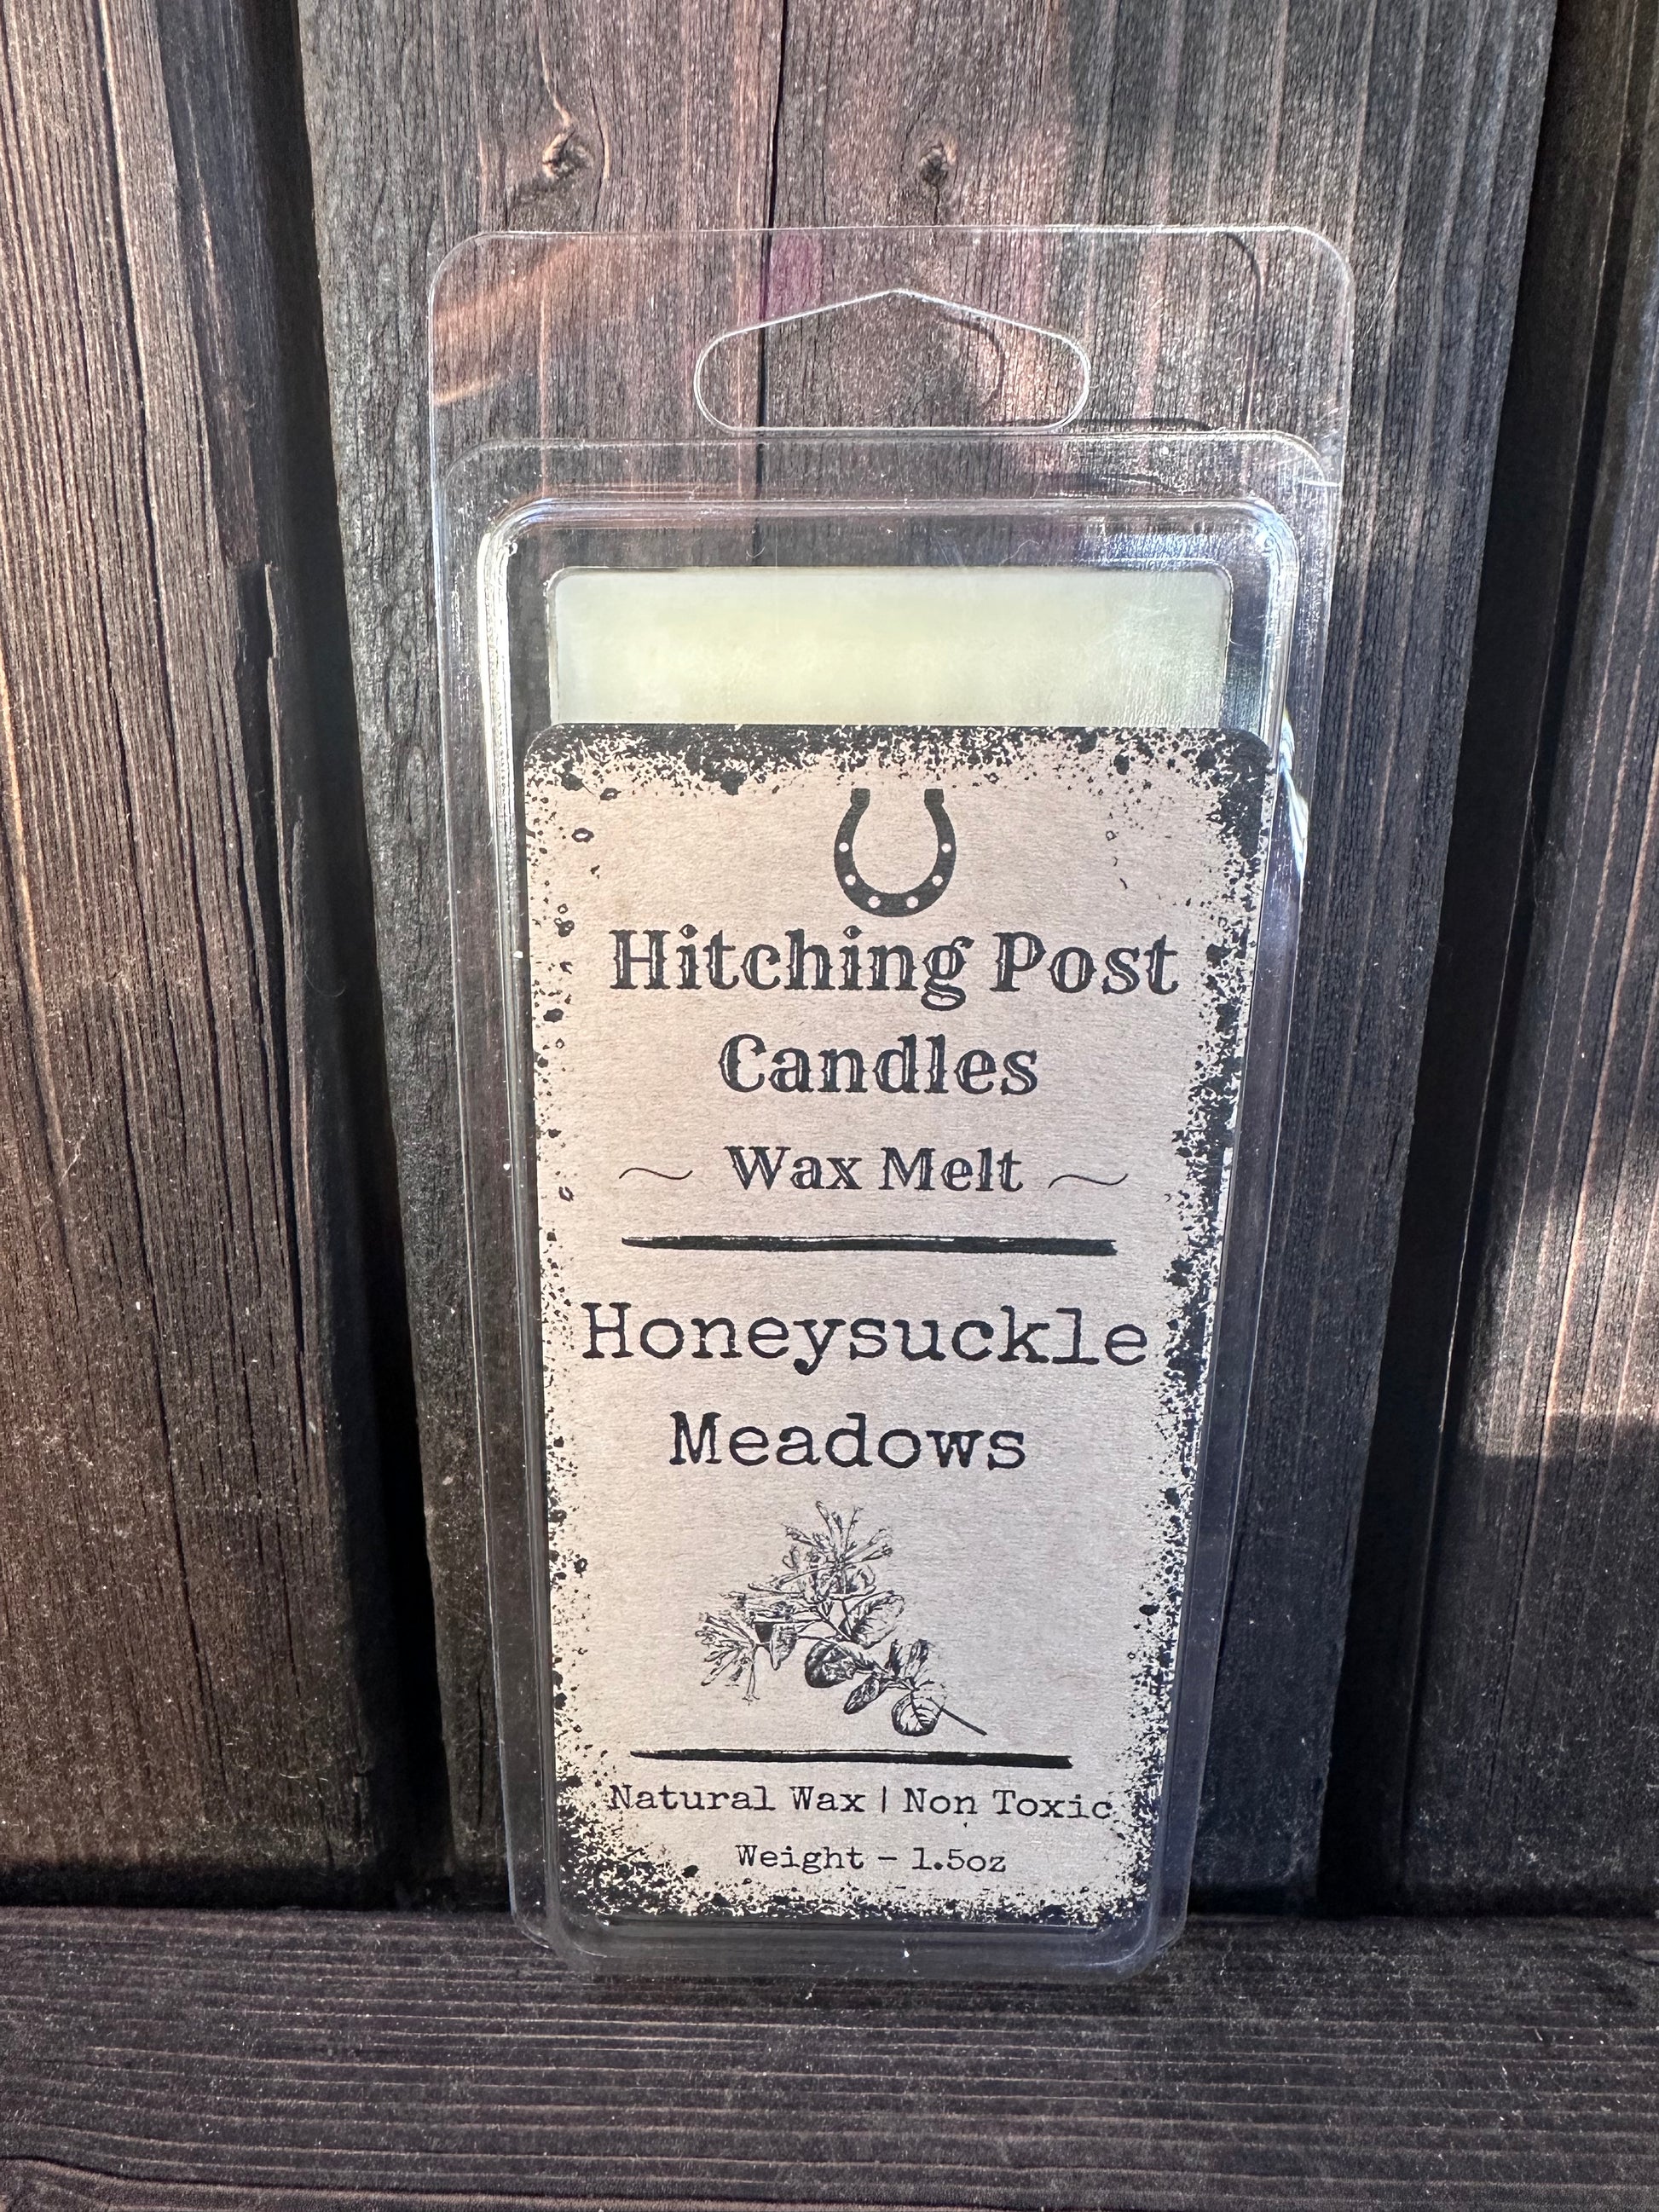 Hitching Post
Candles
~ Wax Melt ~
Honeysuckle
Meadows
Natural Wax | Non Toxic
Weight - 1.5oz